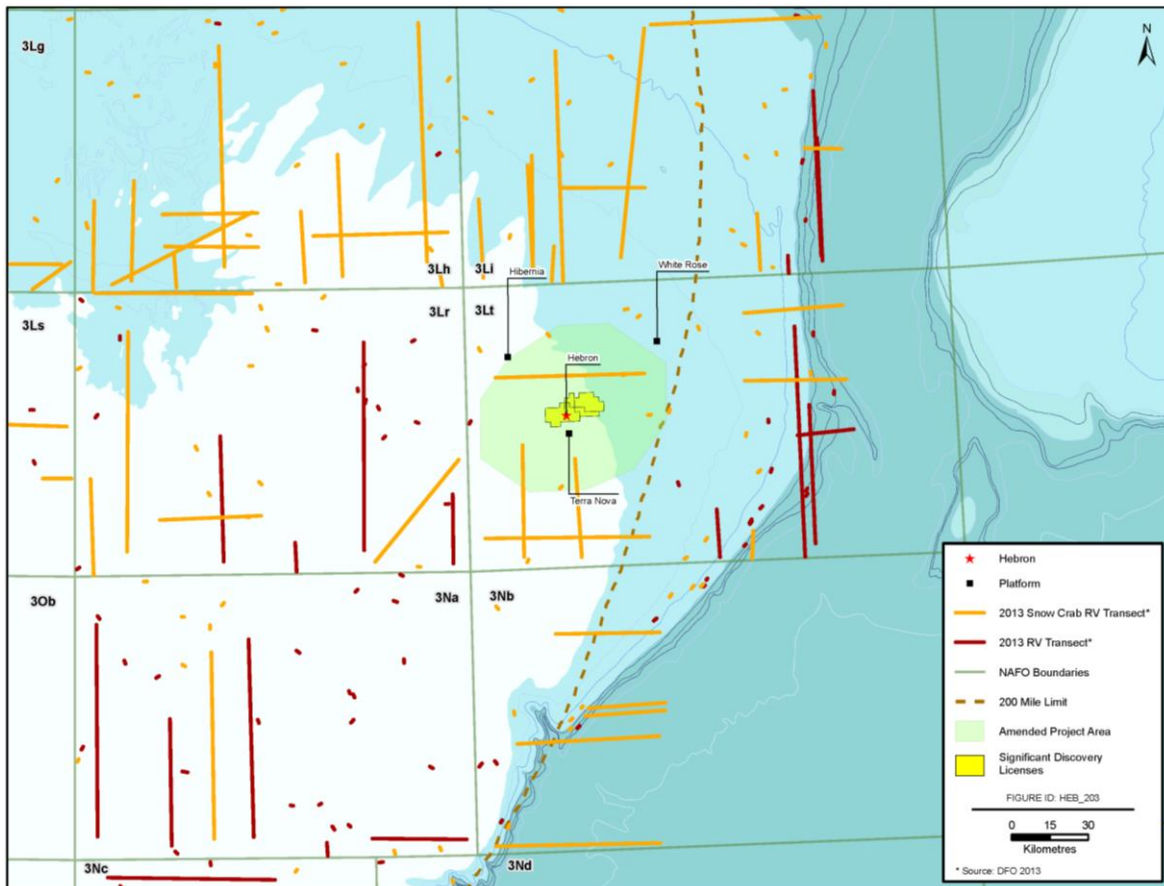 3Lg
N
3Lh
3Li
Hibernia
White Rose
3Ls
3Lr
3Lt
Hebron
Terra Nova
3Ob
3Na
3Nb
3Nc
3Nd
Hebron
Platform
2013 Snow Crab RV Transect*
2013 RV Transect*
NAFO Boundaries
200 Mile Limit
Amended Project Area
Significant Discovery
Licenses
FIGURE ID: HEB_203
0 15 30
Kilometres
* Source: DFO 2013